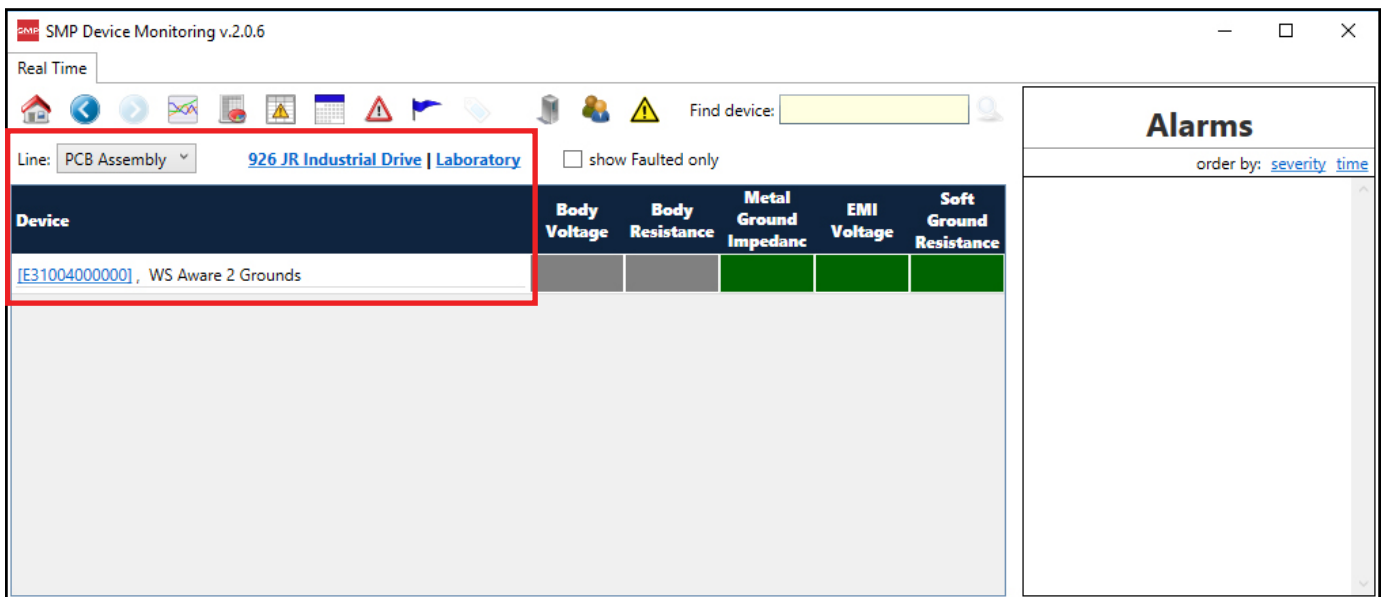 SMP SMP Device Monitoring v.2.0.6
Real Time
Find device:
Line: PCB Assembly 926 JR Industrial Drive | Laboratory show Faulted only
Device
Body Voltage
Body Resistance
Metal Ground Impedanc
EMI Voltage
Soft Ground Resistance
[E31004000000] , WS Aware 2 Grounds
Alarms
order by: severity time